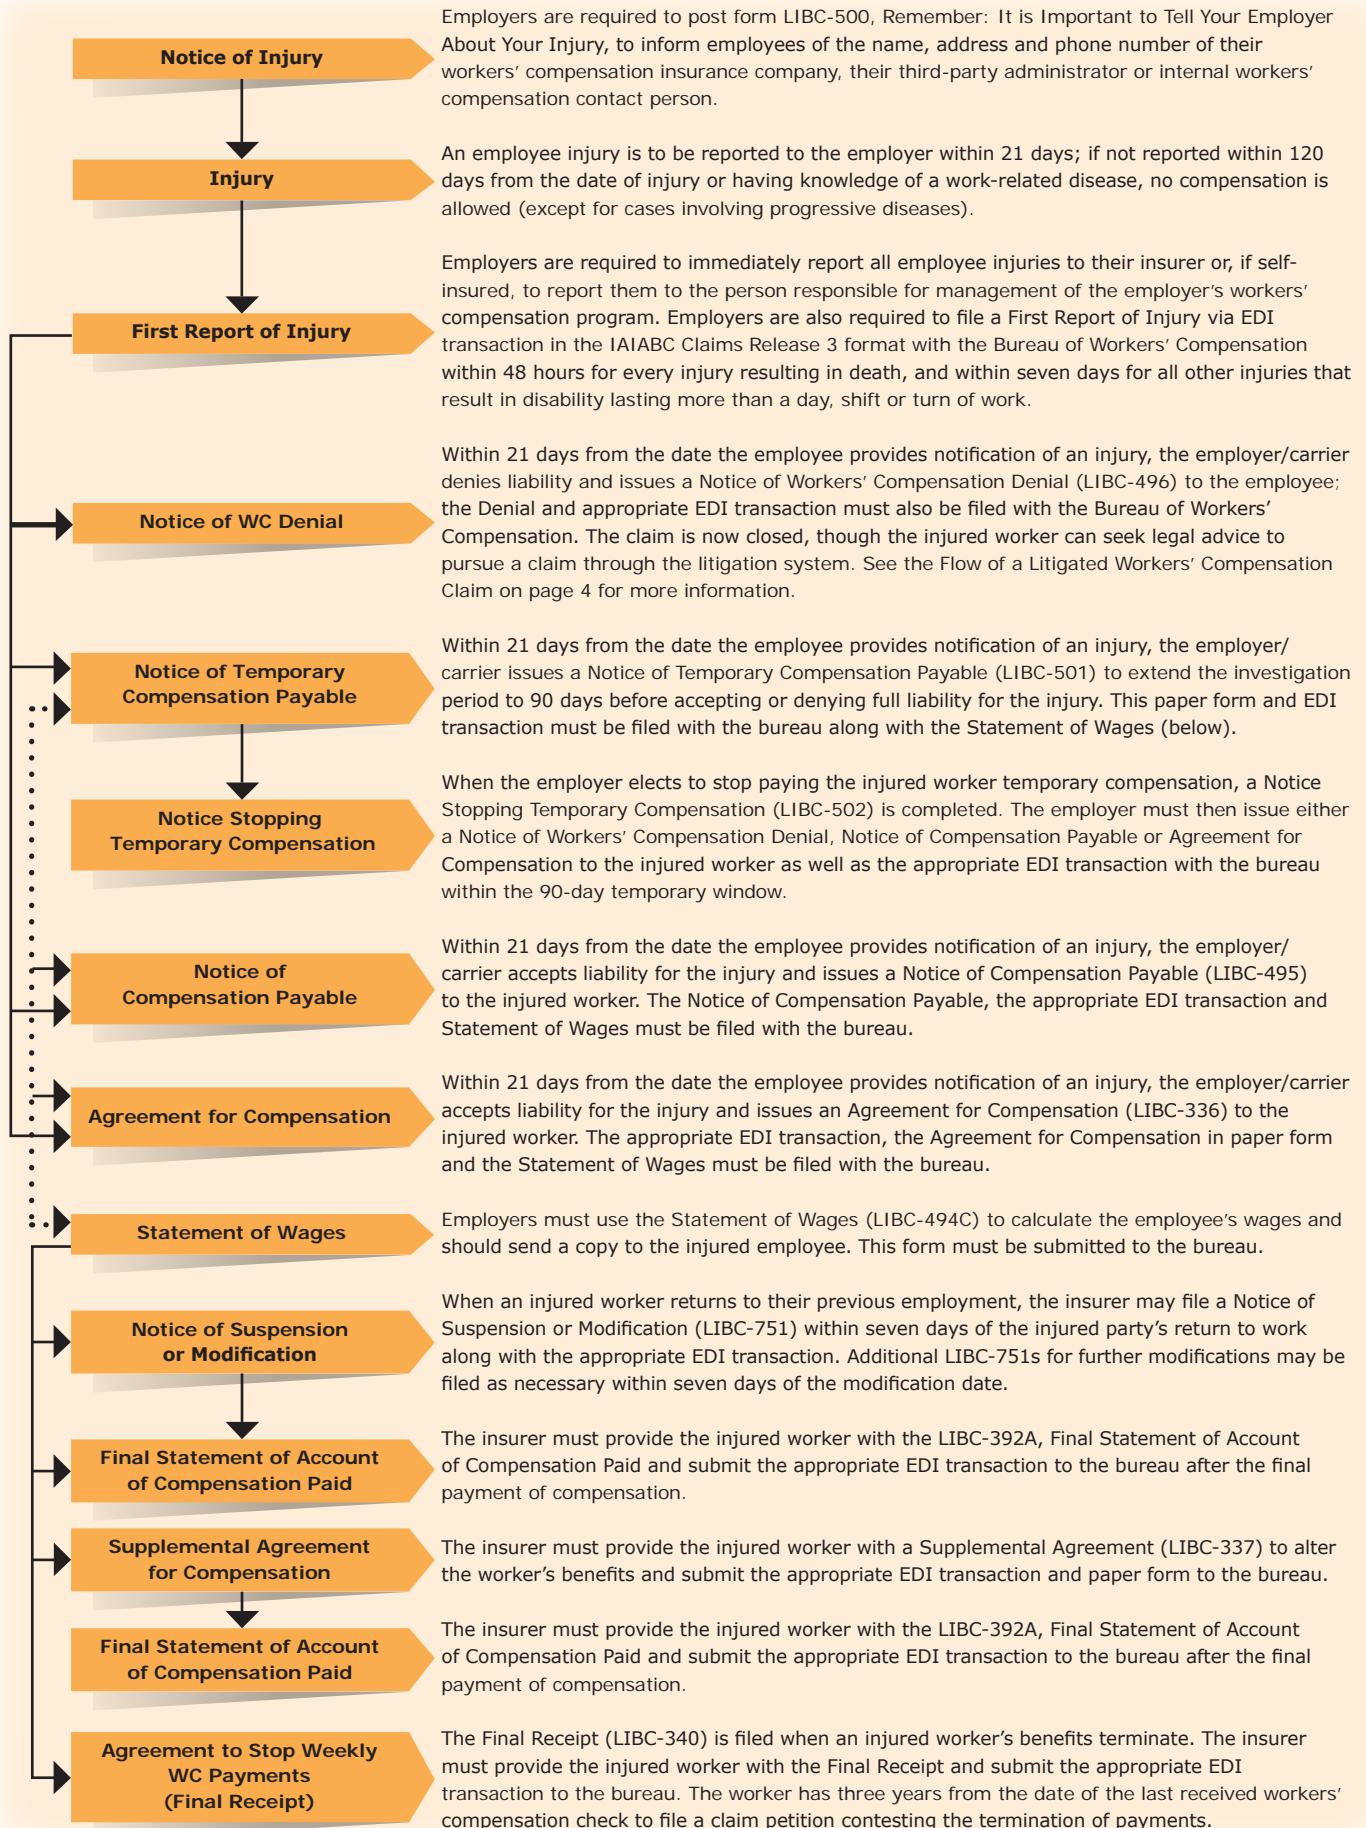 Employers are required to post form LIBC-500, Remember: It is Important to Tell Your Employer
Notice of Injury
About Your Injury, to inform employees of the name, address and phone number of their
workers' compensation insurance company, their third-party administrator or internal workers'
compensation contact person.
Injury
An employee injury is to be reported to the employer within 21 days; if not reported within 120
days from the date of injury or having knowledge of a work-related disease, no compensation is
allowed (except for cases involving progressive diseases).
First Report of Injury
Employers are required to immediately report all employee injuries to their insurer or, if self-
insured, to report them to the person responsible for management of the employer's workers'
compensation program. Employers are also required to file a First Report of Injury via EDI
transaction in the IAIABC Claims Release 3 format with the Bureau of Workers' Compensation
within 48 hours for every injury resulting in death, and within seven days for all other injuries that
result in disability lasting more than a day, shift or turn of work.
Notice of WC Denial
Within 21 days from the date the employee provides notification of an injury, the employer/carrier
denies liability and issues a Notice of Workers' Compensation Denial (LIBC-496) to the employee;
the Denial and appropriate EDI transaction must also be filed with the Bureau of Workers'
Compensation. The claim is now closed, though the injured worker can seek legal advice to
pursue a claim through the litigation system. See the Flow of a Litigated Workers' Compensation
Claim on page 4 for more information.
Notice of Temporary
Compensation Payable
Within 21 days from the date the employee provides notification of an injury, the employer/
carrier issues a Notice of Temporary Compensation Payable (LIBC-501) to extend the investigation
period to 90 days before accepting or denying full liability for the injury. This paper form and EDI
transaction must be filed with the bureau along with the Statement of Wages (below).
Notice Stopping
Temporary Compensation
When the employer elects to stop paying the injured worker temporary compensation, a Notice
Stopping Temporary Compensation (LIBC-502) is completed. The employer must then issue either
a Notice of Workers' Compensation Denial, Notice of Compensation Payable or Agreement for
Compensation to the injured worker as well as the appropriate EDI transaction with the bureau
within the 90-day temporary window.
Notice of
Compensation Payable
Within 21 days from the date the employee provides notification of an injury, the employer/
carrier accepts liability for the injury and issues a Notice of Compensation Payable (LIBC-495)
to the injured worker. The Notice of Compensation Payable, the appropriate EDI transaction and
Statement of Wages must be filed with the bureau.
Agreement for Compensation
Within 21 days from the date the employee provides notification of an injury, the employer/carrier
accepts liability for the injury and issues an Agreement for Compensation (LIBC-336) to the
injured worker. The appropriate EDI transaction, the Agreement for Compensation in paper form
and the Statement of Wages must be filed with the bureau.
Statement of Wages
Employers must use the Statement of Wages (LIBC-494C) to calculate the employee's wages and
should send a copy to the injured employee. This form must be submitted to the bureau.
Notice of Suspension
or Modification
When an injured worker returns to their previous employment, the insurer may file a Notice of
Suspension or Modification (LIBC-751) within seven days of the injured party's return to work
along with the appropriate EDI transaction. Additional LIBC-751s for further modifications may be
filed as necessary within seven days of the modification date.
Final Statement of Account
of Compensation Paid
The insurer must provide the injured worker with the LIBC-392A, Final Statement of Account
of Compensation Paid and submit the appropriate EDI transaction to the bureau after the final
payment of compensation.
Supplemental Agreement
for Compensation
The insurer must provide the injured worker with a Supplemental Agreement (LIBC-337) to alter
the worker's benefits and submit the appropriate EDI transaction and paper form to the bureau.
Final Statement of Account
of Compensation Paid
The insurer must provide the injured worker with the LIBC-392A, Final Statement of Account
of Compensation Paid and submit the appropriate EDI transaction to the bureau after the final
payment of compensation.
Agreement to Stop Weekly
WC Payments
(Final Receipt)
The Final Receipt (LIBC-340) is filed when an injured worker's benefits terminate. The insurer
must provide the injured worker with the Final Receipt and submit the appropriate EDI
transaction to the bureau. The worker has three years from the date of the last received workers'
compensation check to file a claim petition contesting the termination of payments.